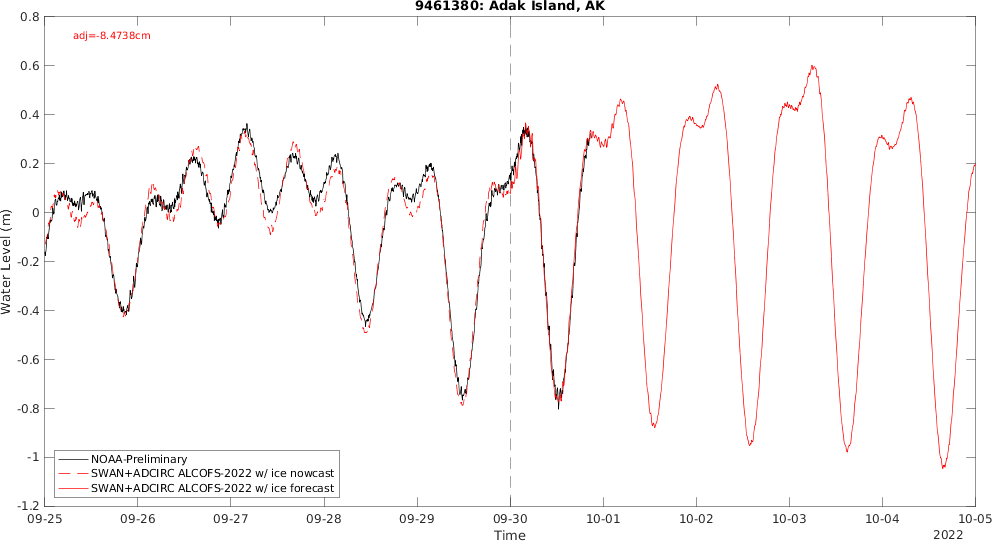 9461380: Adak Island, AK
adj=-8.4738cm
0.8
0.6
0.4
0.2
0
-0.2
-0.4
-0.6
-0.8
-1
-1.2
Water Level (m)
NOAA-Preliminary
SWAN+ADCIRC ALCOFS-2022 w/ ice nowcast
SWAN+ADCIRC ALCOFS-2022 w/ ice forecast
09-25 09-26 09-27 09-28 09-29 09-30 10-01 10-02 10-03 10-04 10-05
Time
2022